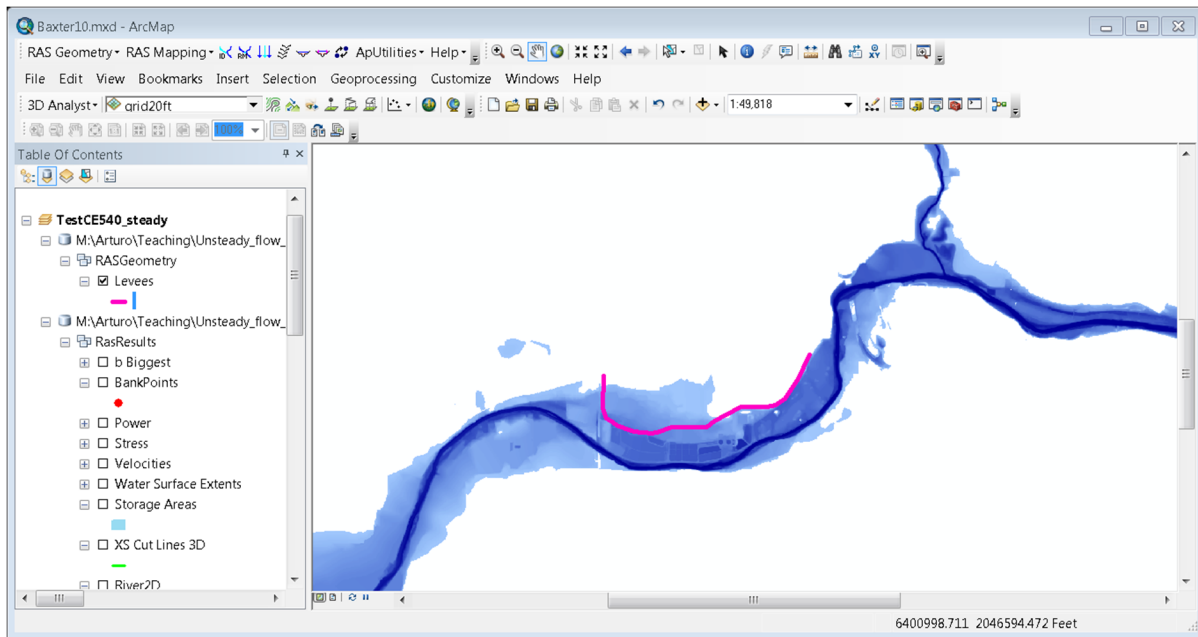 Baxter10.mxd - ArcMap
RAS Geometry RAS Mapping ApUtilities Help
File Edit View Bookmarks Insert Selection Geoprocessing Customize Windows Help
3D Analyst grid20ft 1:49,818
100%
Table Of Contents
TestCE540_steady
M:\Arturo\Teaching\Unsteady_flow_
RASGeometry
Levees
M:\Arturo\Teaching\Unsteady_flow_
RasResults
b Biggest
BankPoints
Power
Stress
Velocities
Water Surface Extents
Storage Areas
XS Cut Lines 3D
River2D
6400998.711 2046594.472 Feet